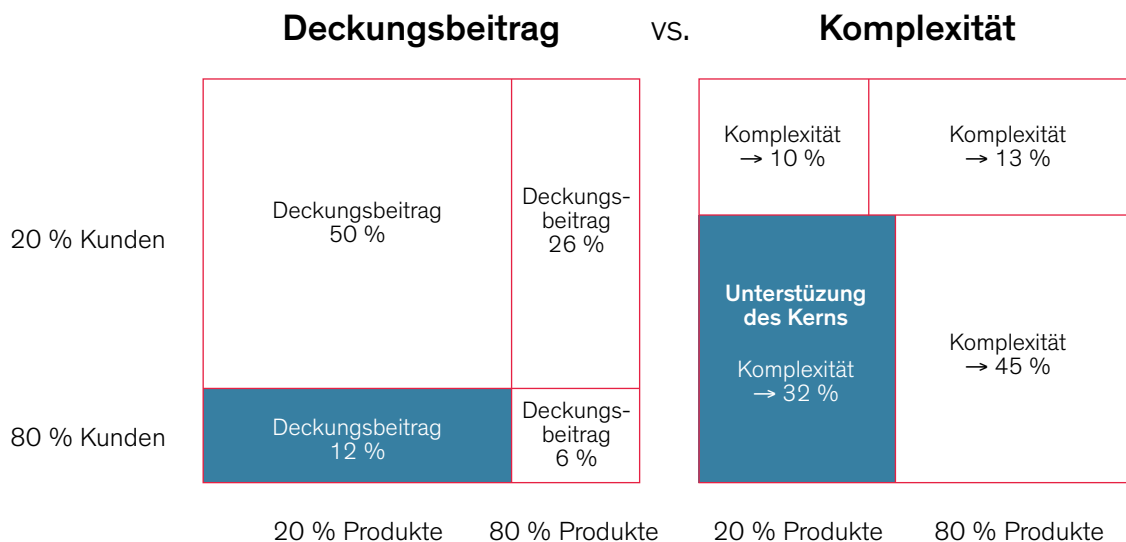 Deckungsbeitrag vs. Komplexität
20 % Kunden
80 % Kunden
Deckungsbeitrag
50 %
Deckungs-
beitrag
26 %
Deckungsbeitrag
12 %
Deckungs-
beitrag
6 %
20 % Produkte
80 % Produkte
Komplexität
→ 10 %
Komplexität
→ 13 %
Unterstüzung
des Kerns
Komplexität
→ 32 %
Komplexität
→ 45 %
20 % Produkte
80 % Produkte